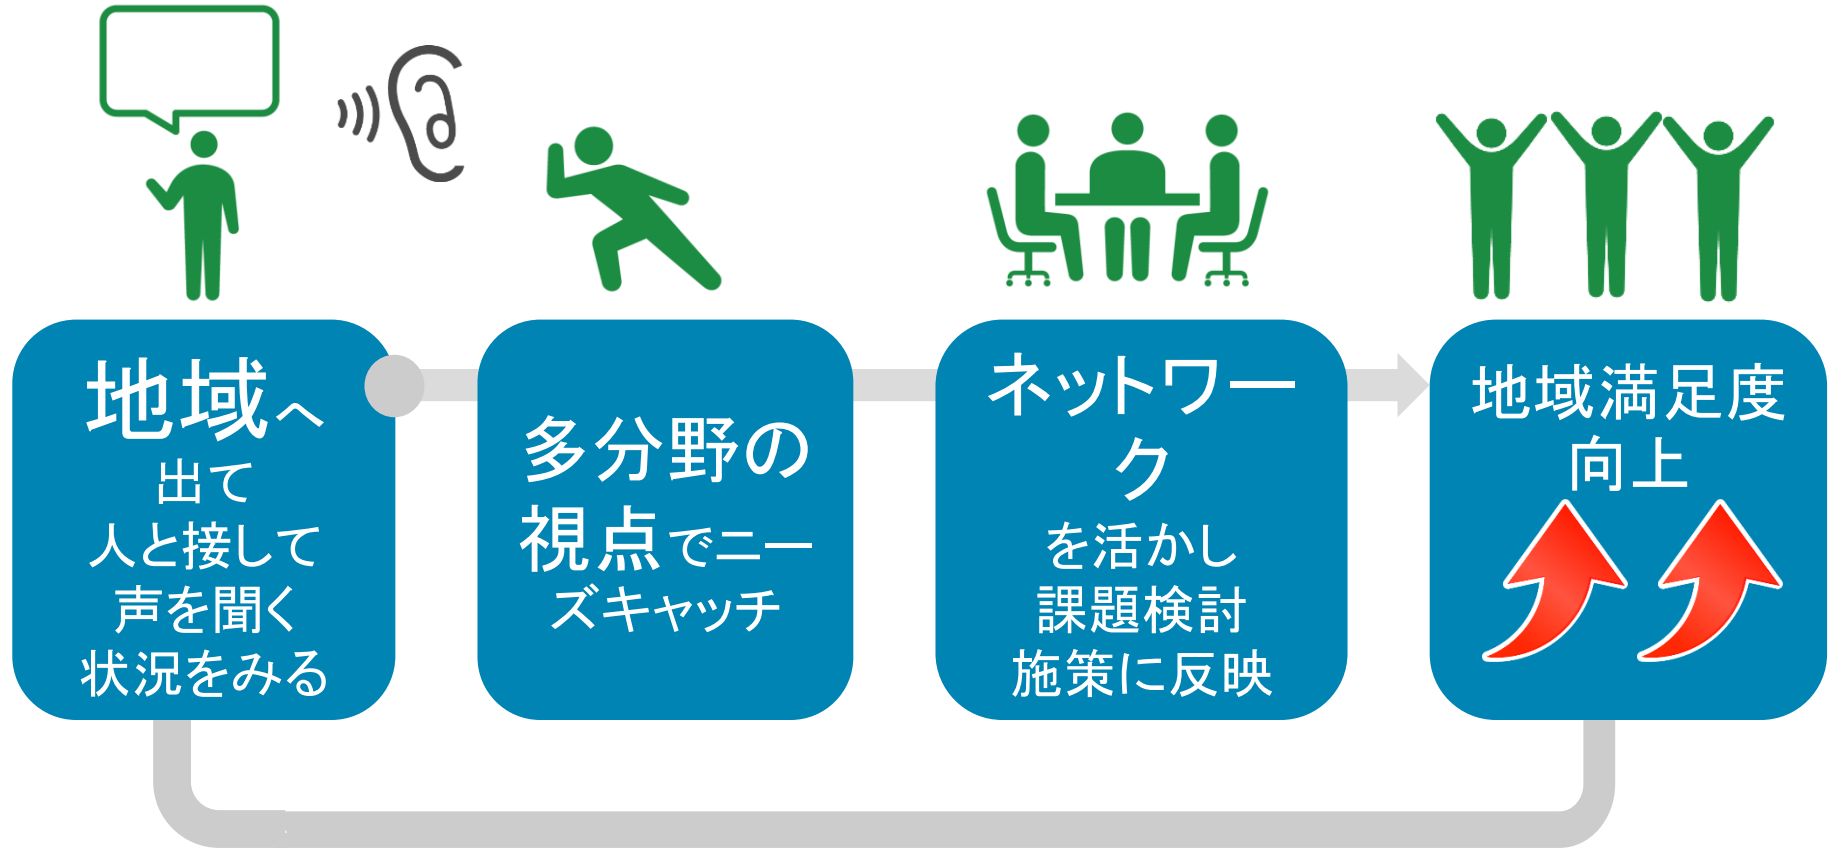 地域へ
出て
人と接して
声を聞く
状況をみる
多分野の
視点でニー
ズキャッチ
ネットワー
ク
を活かし
課題検討
施策に反映
地域満足度
向上